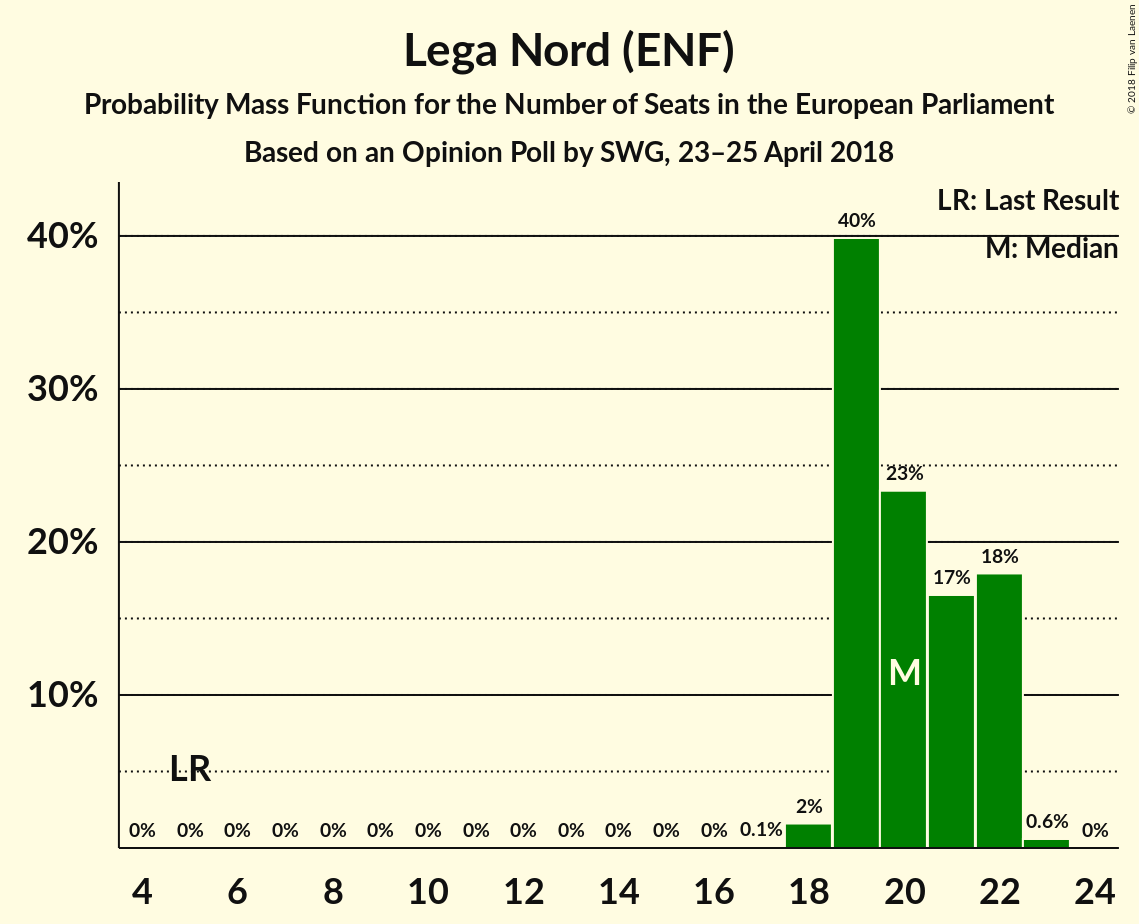 Lega Nord (ENF)
Probability Mass Function for the Number of Seats in the European Parliament
Based on an Opinion Poll by SWG, 23–25 April 2018
© 2018 Filip van Laenen
LR: Last Result
M: Median
40%
30%
20%
10%
0% 0% 0% 0% 0% 0% 0% 0% 0% 0% 0% 0% 0% 0.1% 2% 40% 23% 17% 18% 0.6% 0%
LR
M
4 6 8 10 12 14 16 18 20 22 24